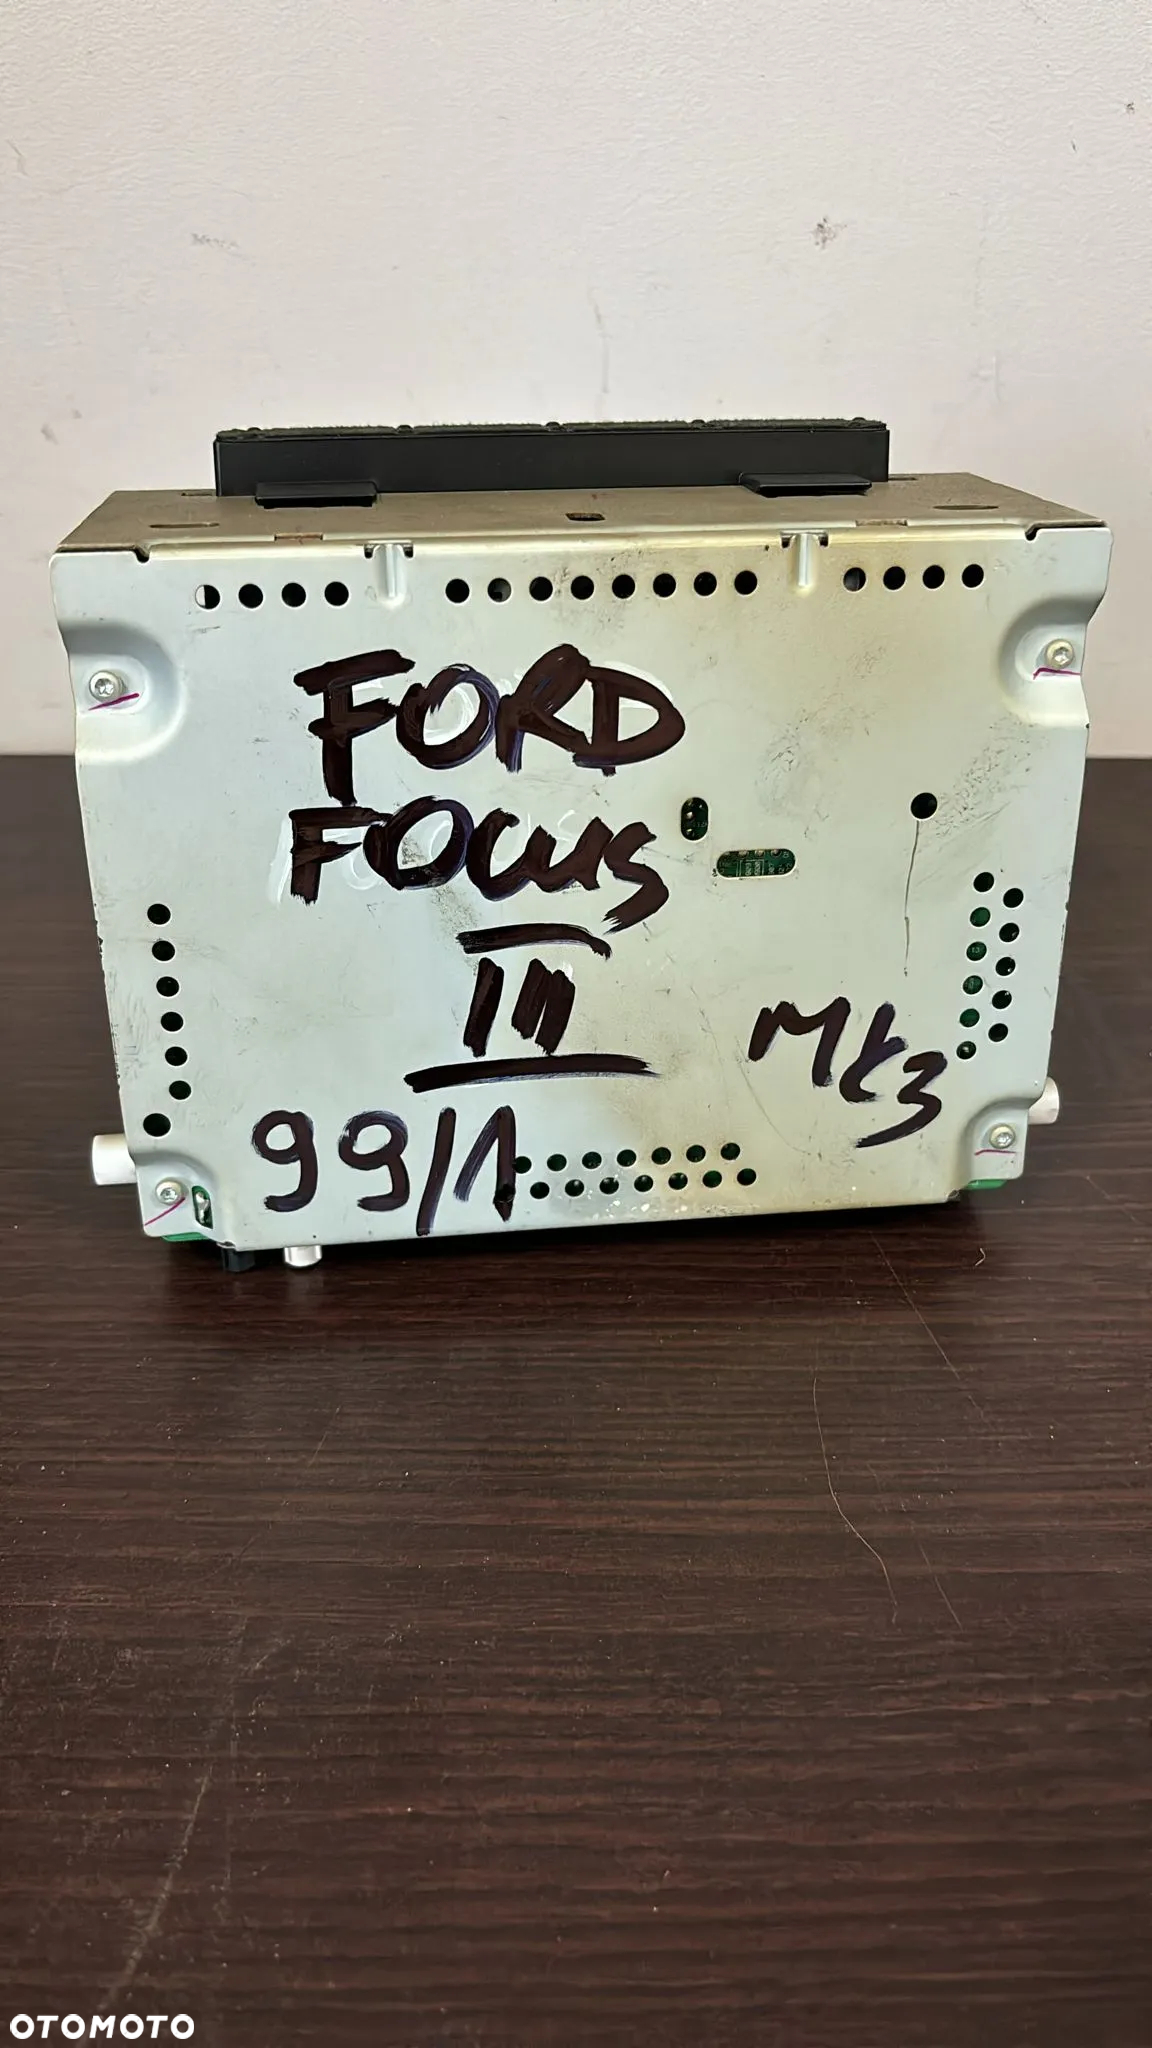 FORD
FOCUS
III
Mk3
99/1
OTOMOTO